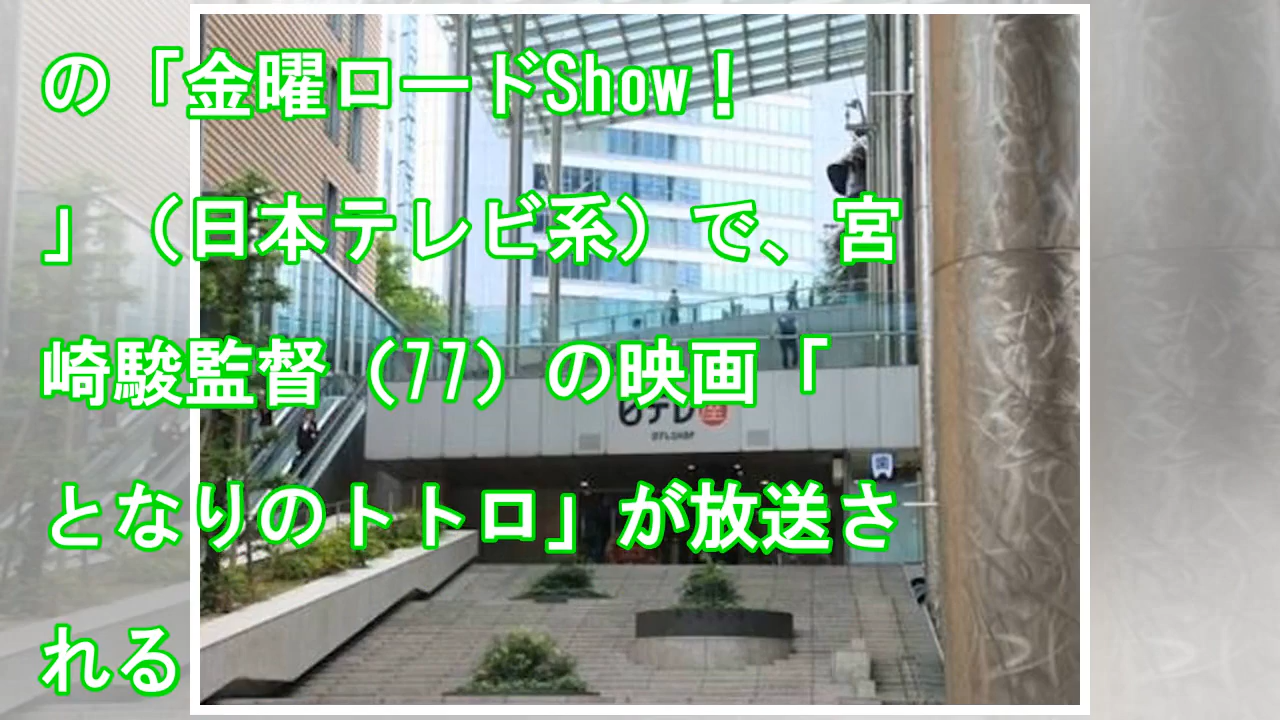 の「金曜ロードShow！
」（日本テレビ系）で、宮
崎駿監督（77）の映画「
日テレ
となりのトトロ」が放送さ
れる